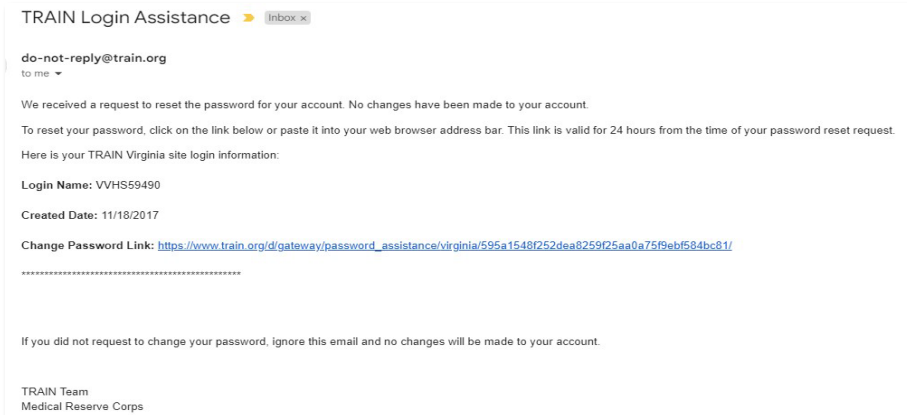 TRAIN Login Assistance Inbox ×
do-not-reply@train.org
to me
We received a request to reset the password for your account. No changes have been made to your account.
To reset your password, click on the link below or paste it into your web browser address bar. This link is valid for 24 hours from the time of your password reset request.
Here is your TRAIN Virginia site login information:
Login Name: VVHS59490
Created Date: 11/18/2017
Change Password Link: https://www.train.org/d/gateway/password_assistance/virginia/595a1548f252dea8259f25aa0a75f9ebf584bc81/
************************************************
If you did not request to change your password, ignore this email and no changes will be made to your account.
TRAIN Team
Medical Reserve Corps